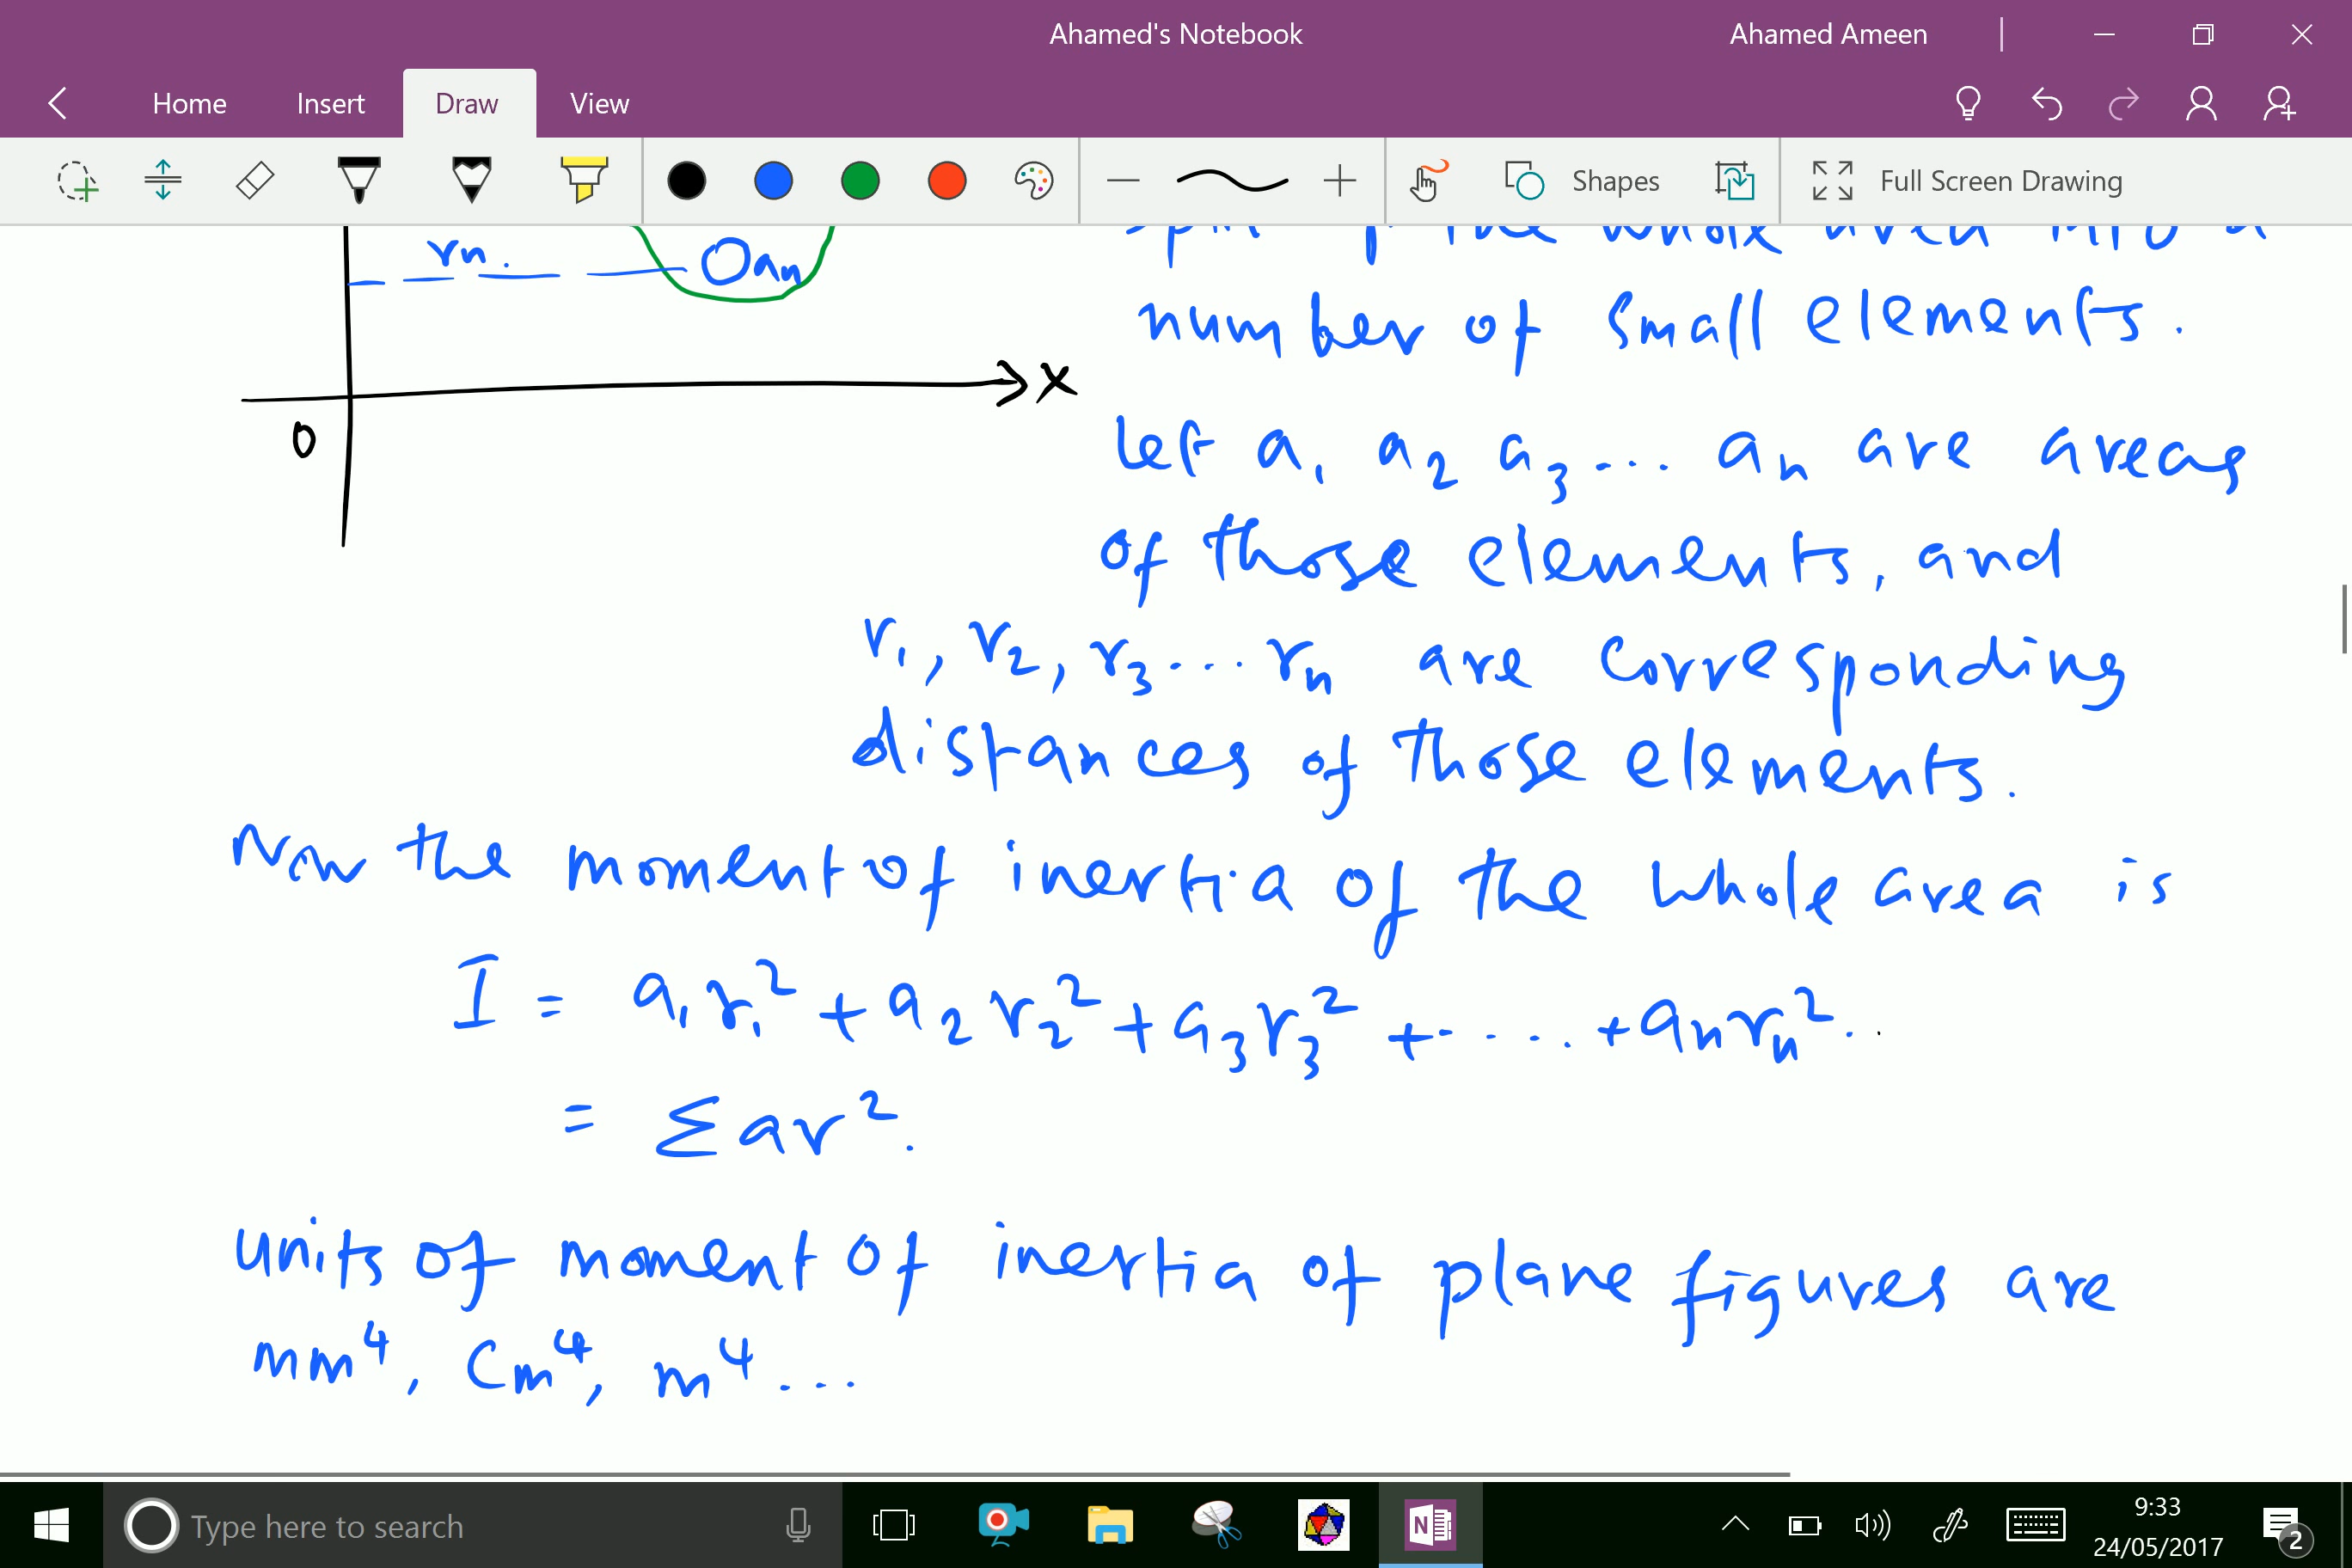 Ahamed's Notebook
Ahamed Ameen
Home Insert Draw View
Shapes
Full Screen Drawing
rn.
an
number of small elements.
X
0
let a₁ a₂ a₃ ... aₙ are areas
of those elements, and
r₁, r₂, r₃ ... rₙ are corresponding
distances of those elements.
Now the moment of inertia of the whole area is
I = a₁r₁² + a₂r₂² + a₃r₃² + .... + aₙrₙ²..
= Σar².
units of moment of inertia of plane figures are
mm⁴, cm⁴, m⁴...
Type here to search
N
9:33
24/05/2017
2